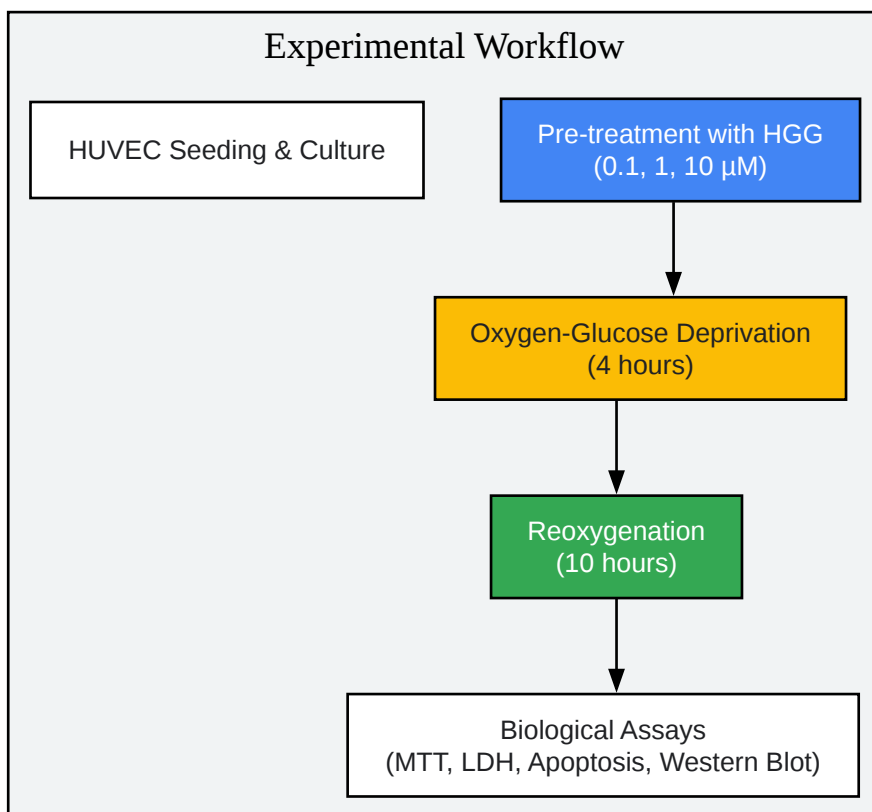 Experimental Workflow
HUVEC Seeding & Culture
Pre-treatment with HGG
(0.1, 1, 10 µM)
Oxygen-Glucose Deprivation
(4 hours)
Reoxygenation
(10 hours)
Biological Assays
(MTT, LDH, Apoptosis, Western Blot)